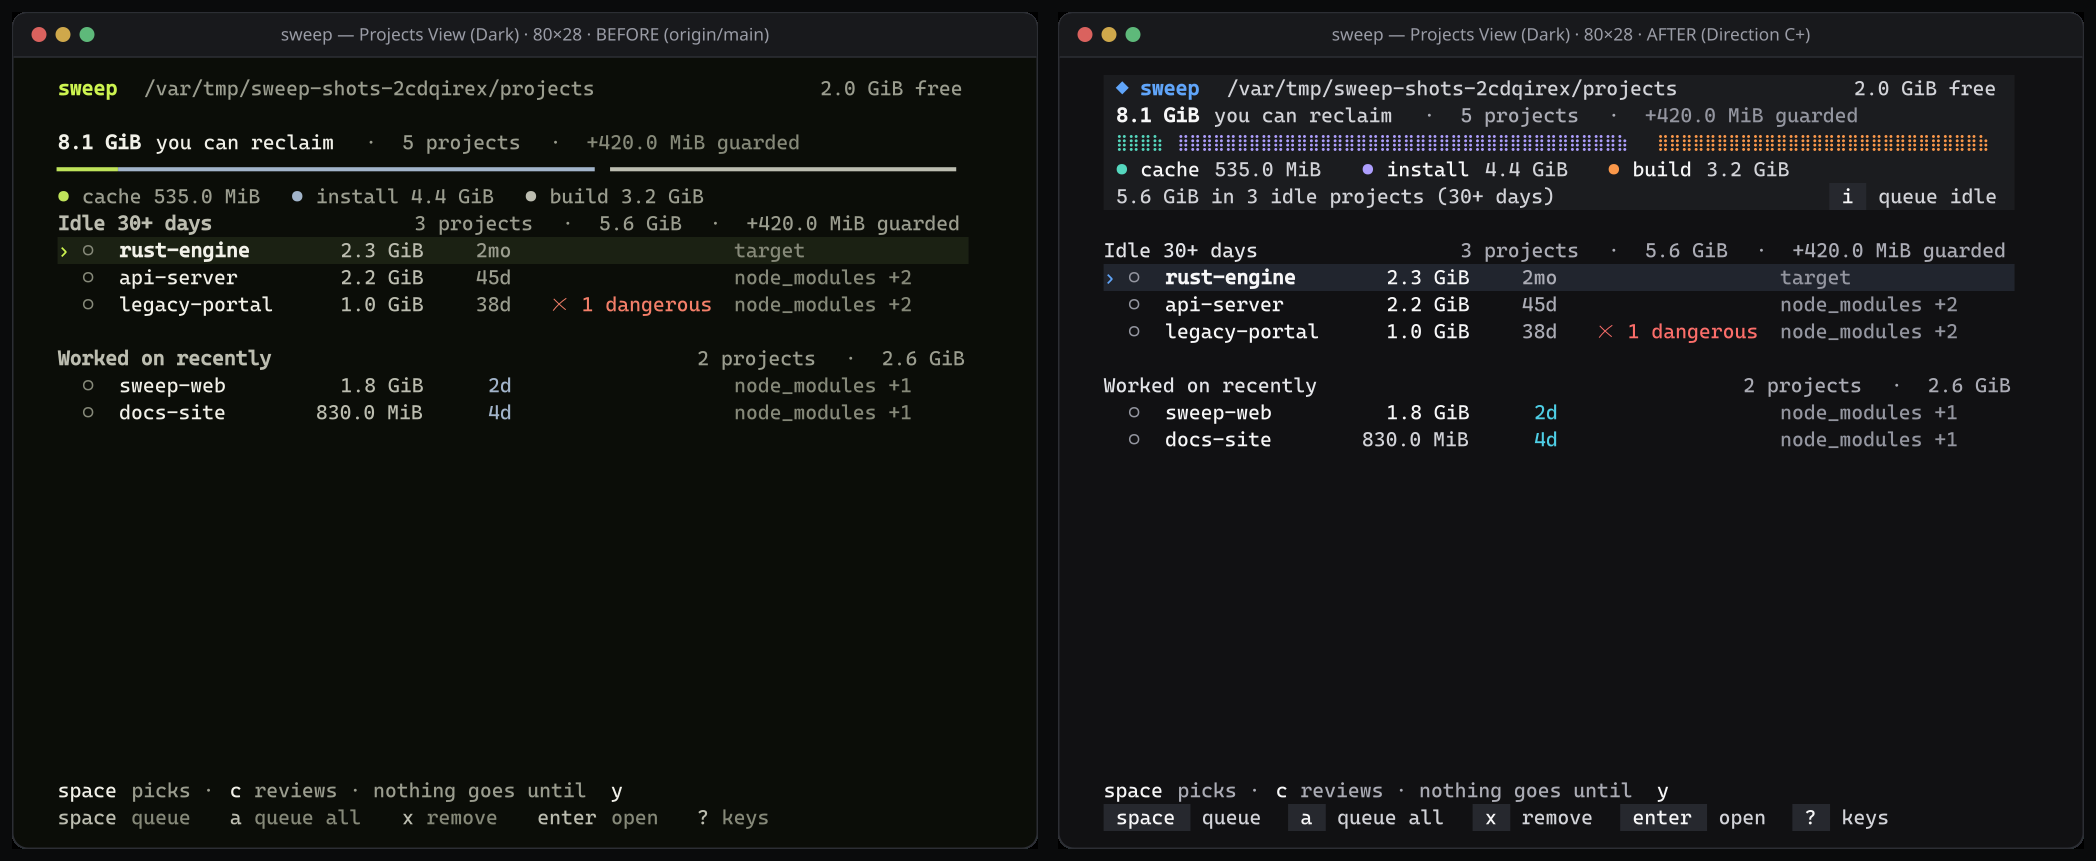 sweep — Projects View (Dark) · 80×28 · BEFORE (origin/main)
sweep /var/tmp/sweep-shots-2cdqirex/projects 2.0 GiB free
8.1 GiB you can reclaim · 5 projects · +420.0 MiB guarded
● cache 535.0 MiB ● install 4.4 GiB ● build 3.2 GiB
Idle 30+ days 3 projects · 5.6 GiB · +420.0 MiB guarded
› ○ rust-engine 2.3 GiB 2mo target
○ api-server 2.2 GiB 45d node_modules +2
○ legacy-portal 1.0 GiB 38d × 1 dangerous node_modules +2
Worked on recently 2 projects · 2.6 GiB
○ sweep-web 1.8 GiB 2d node_modules +1
○ docs-site 830.0 MiB 4d node_modules +1
space picks · c reviews · nothing goes until y
space queue a queue all x remove enter open ? keys
sweep — Projects View (Dark) · 80×28 · AFTER (Direction C+)
◆ sweep /var/tmp/sweep-shots-2cdqirex/projects 2.0 GiB free
8.1 GiB you can reclaim · 5 projects · +420.0 MiB guarded
● cache 535.0 MiB ● install 4.4 GiB ● build 3.2 GiB
5.6 GiB in 3 idle projects (30+ days) i queue idle
Idle 30+ days 3 projects · 5.6 GiB · +420.0 MiB guarded
› ○ rust-engine 2.3 GiB 2mo target
○ api-server 2.2 GiB 45d node_modules +2
○ legacy-portal 1.0 GiB 38d × 1 dangerous node_modules +2
Worked on recently 2 projects · 2.6 GiB
○ sweep-web 1.8 GiB 2d node_modules +1
○ docs-site 830.0 MiB 4d node_modules +1
space picks · c reviews · nothing goes until y
space queue a queue all x remove enter open ? keys